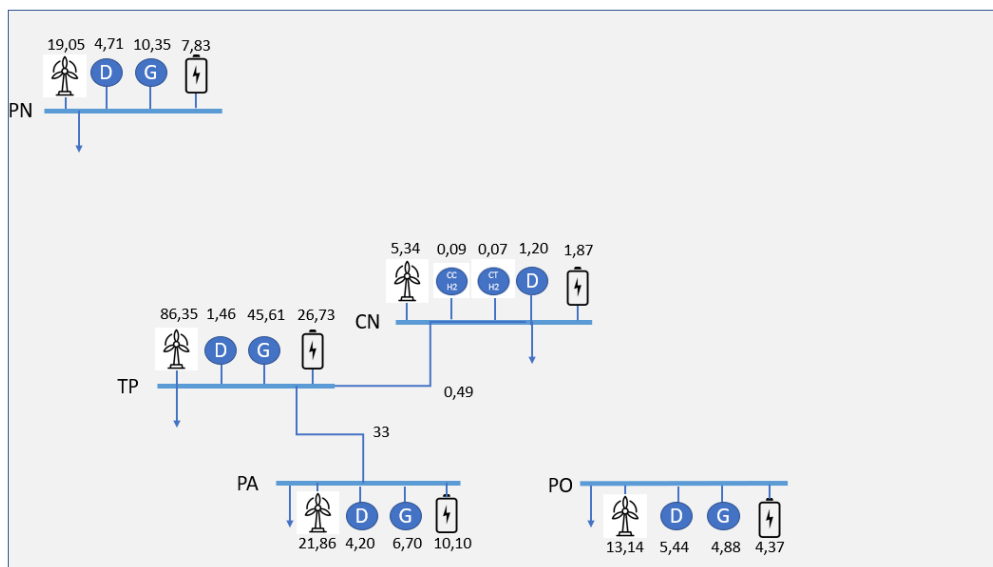 19,05 4,71 10,35 7,83
D G
PN
5,34 0,09 0,07 1,20 1,87
CC H2 CT H2 D
CN
86,35 1,46 45,61 26,73
D G
TP
0,49
33
PA
D G
21,86 4,20 6,70 10,10
PO
D G
13,14 5,44 4,88 4,37